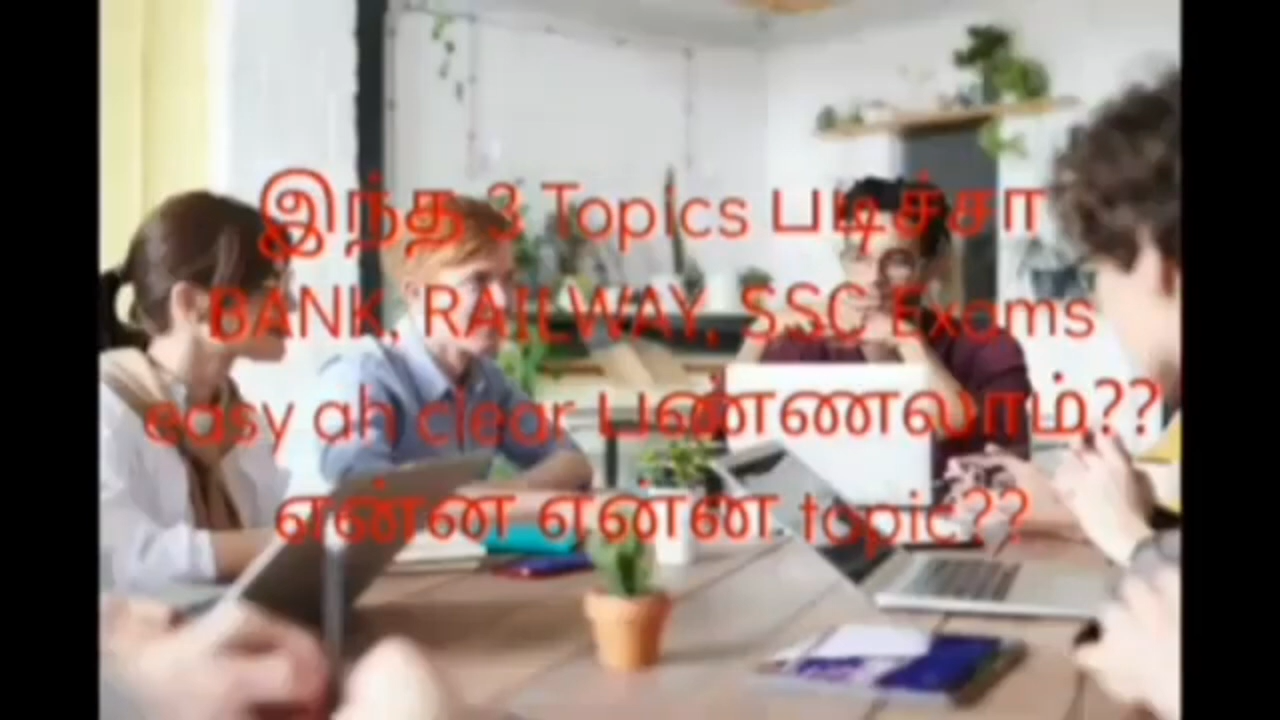 இந்த 3 Topics படிச்சா
BANK, RAILWAY, SSC Exams
easy ah clear பண்ணலாம்??
என்ன என்ன topic??